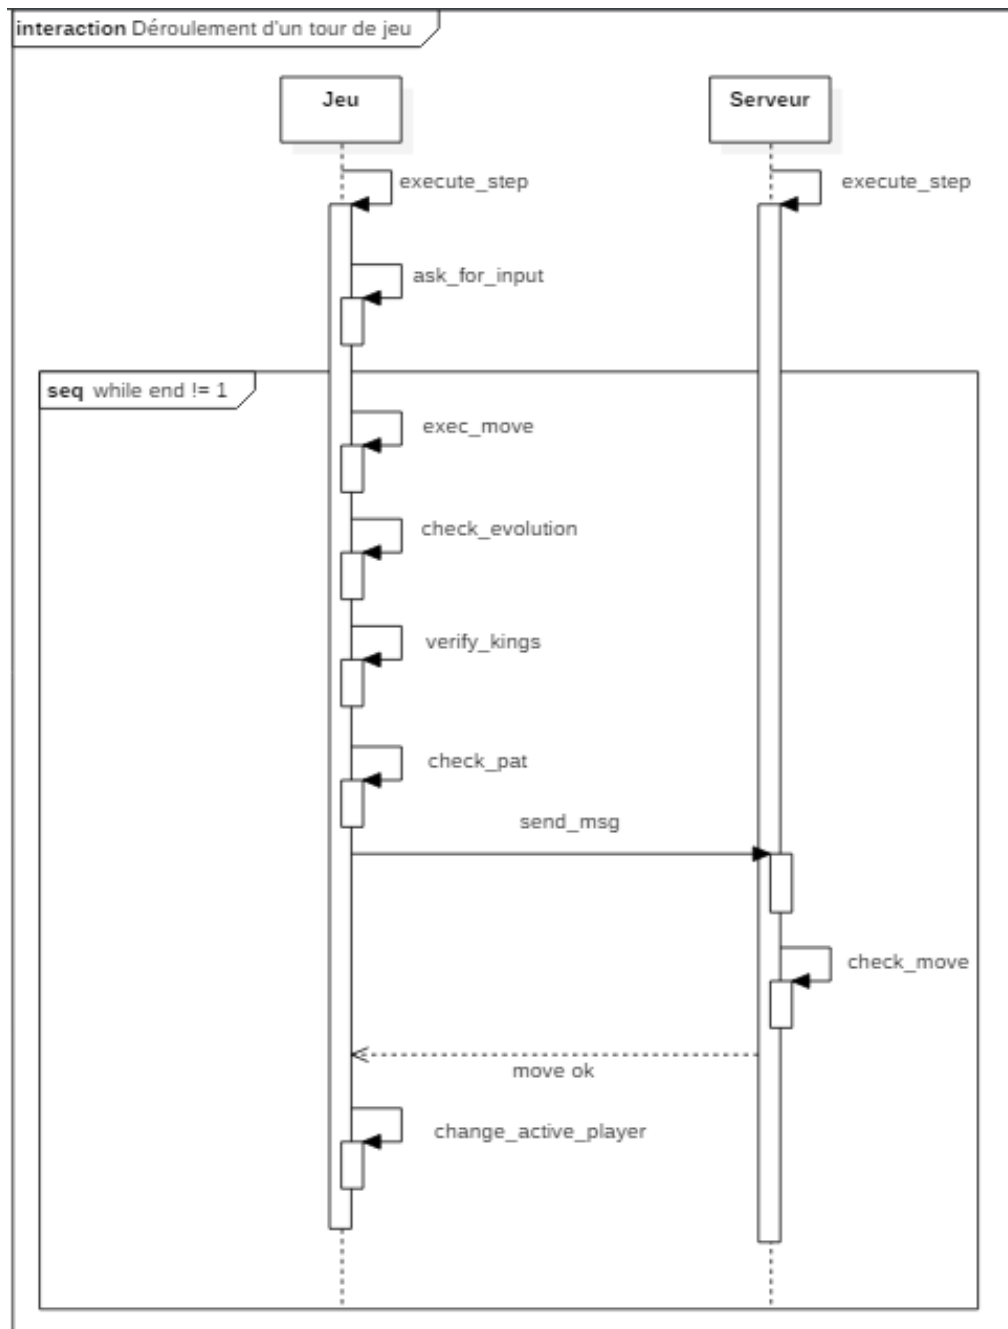 interaction Déroulement d'un tour de jeu
Jeu
Serveur
execute_step
execute_step
ask_for_input
seq while end != 1
exec_move
check_evolution
verify_kings
check_pat
send_msg
check_move
move ok
change_active_player